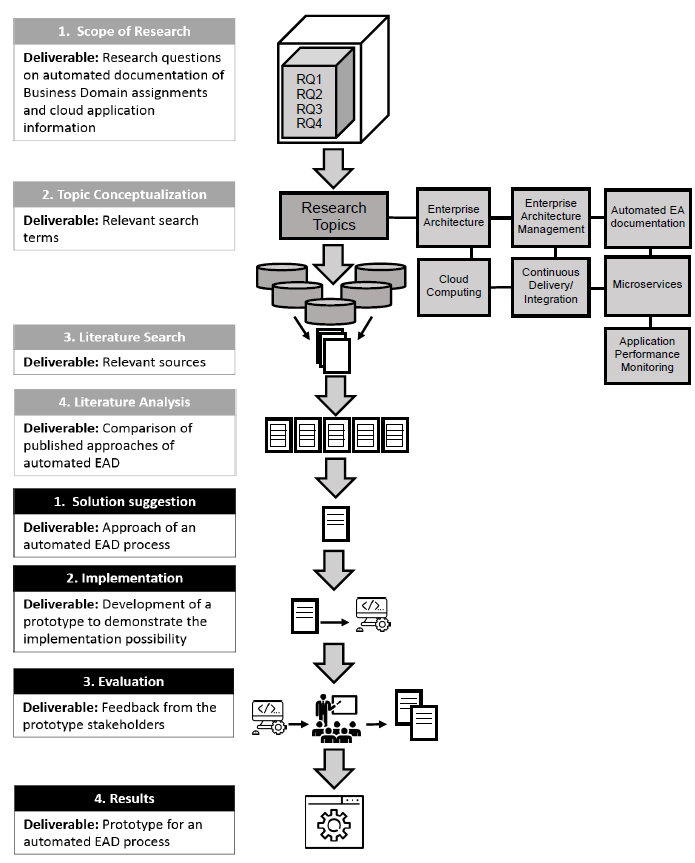 1. Scope of Research
Deliverable: Research questions
on automated documentation of
Business Domain assignments
and cloud application
information
RQ1
RQ2
RQ3
RQ4
2. Topic Conceptualization
Deliverable: Relevant search
terms
Research
Topics
Enterprise
Architecture
Enterprise
Architecture
Management
Automated EA
documentation
Cloud
Computing
Continuous
Delivery/
Integration
Microservices
Application
Performance
Monitoring
3. Literature Search
Deliverable: Relevant sources
4. Literature Analysis
Deliverable: Comparison of
published approaches of
automated EAD
1. Solution suggestion
Deliverable: Approach of an
automated EAD process
2. Implementation
Deliverable: Development of a
prototype to demonstrate the
implementation possibility
</>...
3. Evaluation
Deliverable: Feedback from the
prototype stakeholders
</>...
4. Results
Deliverable: Prototype for an
automated EAD process